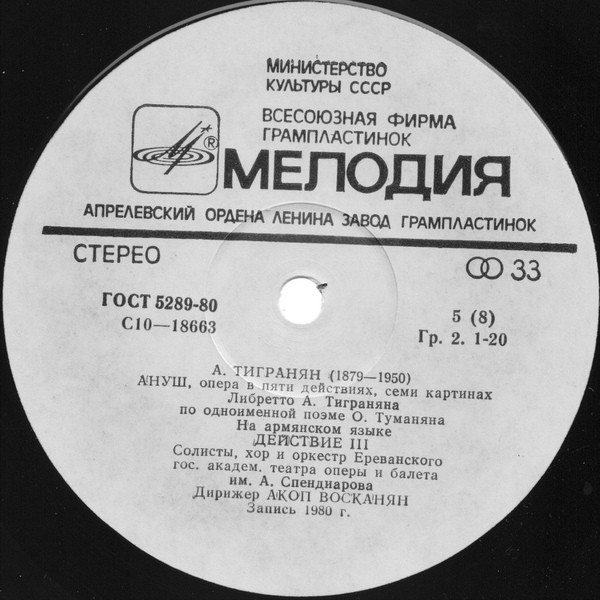 МИНИСТЕРСТВО
КУЛЬТУРЫ СССР
ВСЕСОЮЗНАЯ ФИРМА
ГРАМПЛАСТИНОК
® МЕЛОДИЯ
АПРЕЛЕВСКИЙ ОРДЕНА ЛЕНИНА ЗАВОД ГРАМПЛАСТИНОК
СТЕРЕО
33
ГОСТ 5289-80
С10—18663
5 (8)
Гр. 2. 1-20
А. ТИГРАНЯН (1879—1950)
АНУШ, опера в пяти действиях, семи картинах
Либретто А. Тиграняна
по одноименной поэме О. Туманяна
На армянском языке
ДЕЙСТВИЕ III
Солисты, хор и оркестр Ереванского
гос. академ. театра оперы и балета
им. А. Спендиарова
Дирижер АКОП ВОСКАНЯН
Запись 1980 г.